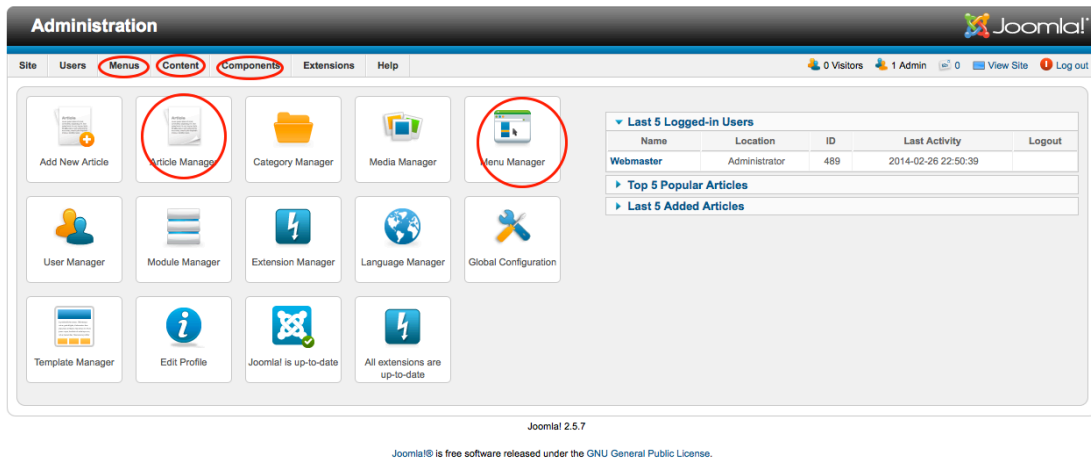 Administration
Joomla!
Site Users Menus Content Components Extensions Help
0 Visitors 1 Admin 0 View Site Log out
Add New Article Article Manager Category Manager Media Manager Menu Manager
User Manager Module Manager Extension Manager Language Manager Global Configuration
Template Manager Edit Profile Joomla! is up-to-date All extensions are
up-to-date
Last 5 Logged-in Users
Name Location ID Last Activity Logout
Webmaster Administrator 489 2014-02-26 22:50:39
Top 5 Popular Articles
Last 5 Added Articles
Joomla! 2.5.7
Joomla!® is free software released under the GNU General Public License.